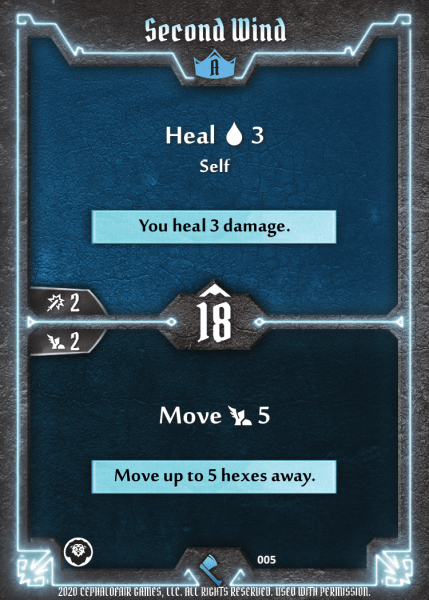 Second Wind
A
Heal 3
Self
You heal 3 damage.
2
18
2
Move 5
Move up to 5 hexes away.
005
2020 CEPHALOFAIR GAMES, LLC. ALL RIGHTS RESERVED. USED WITH PERMISSION.